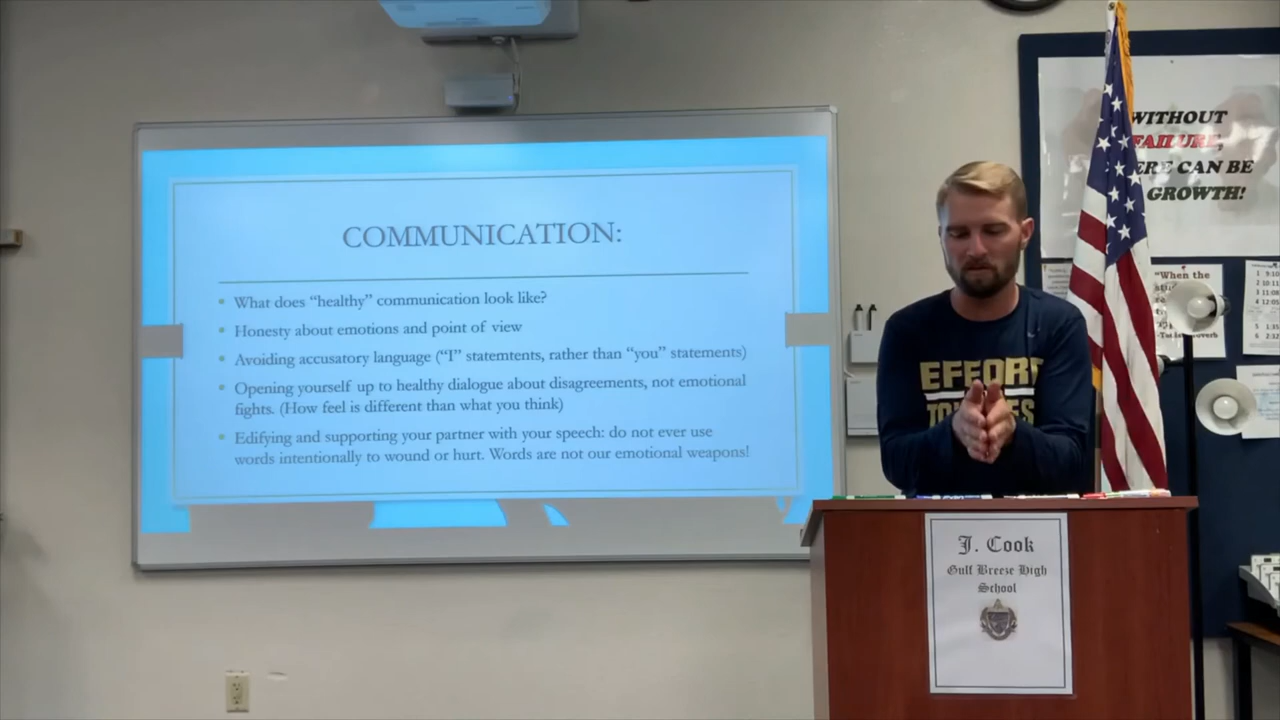 COMMUNICATION:
• What does “healthy” communication look like?
• Honesty about emotions and point of view
• Avoiding accusatory language (“I” statemtents, rather than “you” statements)
• Opening yourself up to healthy dialogue about disagreements, not emotional
fights. (How feel is different than what you think)
• Edifying and supporting your partner with your speech: do not ever use
words intentionally to wound or hurt. Words are not our emotional weapons!
WITHOUT
FAILURE,
ERE CAN BE
GROWTH!
"When the
EFFOR
J. Cook
Gulf Breeze High
School